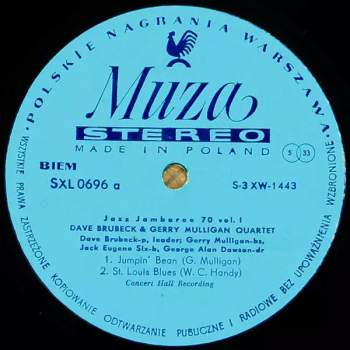 POLSKIE NAGRANIA WARSZAWA
Muza
STEREO
MADE IN POLAND
BIEM
SXL 0696 a
S 33
S-3 XW-1443
Jazz Jamboree 70 vol. I
DAVE BRUBECK & GERRY MULLIGAN QUARTET
Dave Brubeck-p, leader; Gerry Mulligan-bs,
Jack Eugene Six-b, George Alan Dawson-dr
1. Jumpin' Bean (G. Mulligan)
2. St. Louis Blues (W. C. Handy)
Concert Hall Recording
WSZYSTKIE PRAWA ZASTRZEŻONE KOPIOWANIE ODTWARZANIE PUBLICZNE I RADIOWE BEZ UPOWAŻNIENIA WZBRONIONE